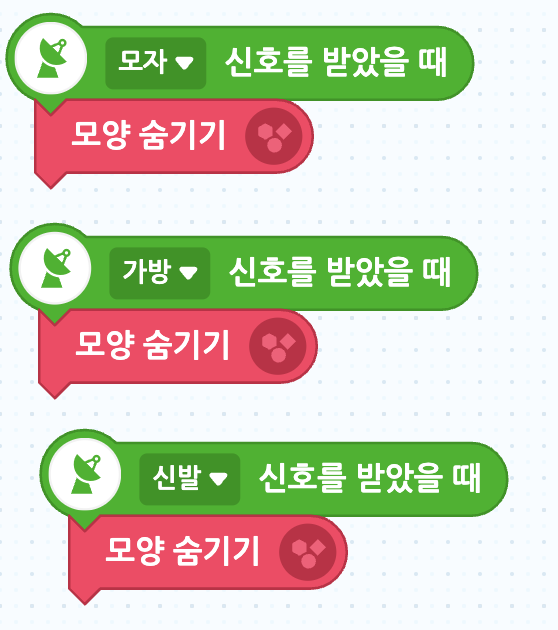 모자 신호를 받았을 때
모양 숨기기
가방 신호를 받았을 때
모양 숨기기
신발 신호를 받았을 때
모양 숨기기